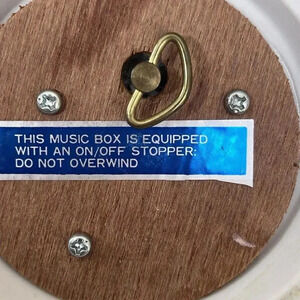 THIS MUSIC BOX IS EQUIPPED
WITH AN ON/OFF STOPPER;
DO NOT OVERWIND